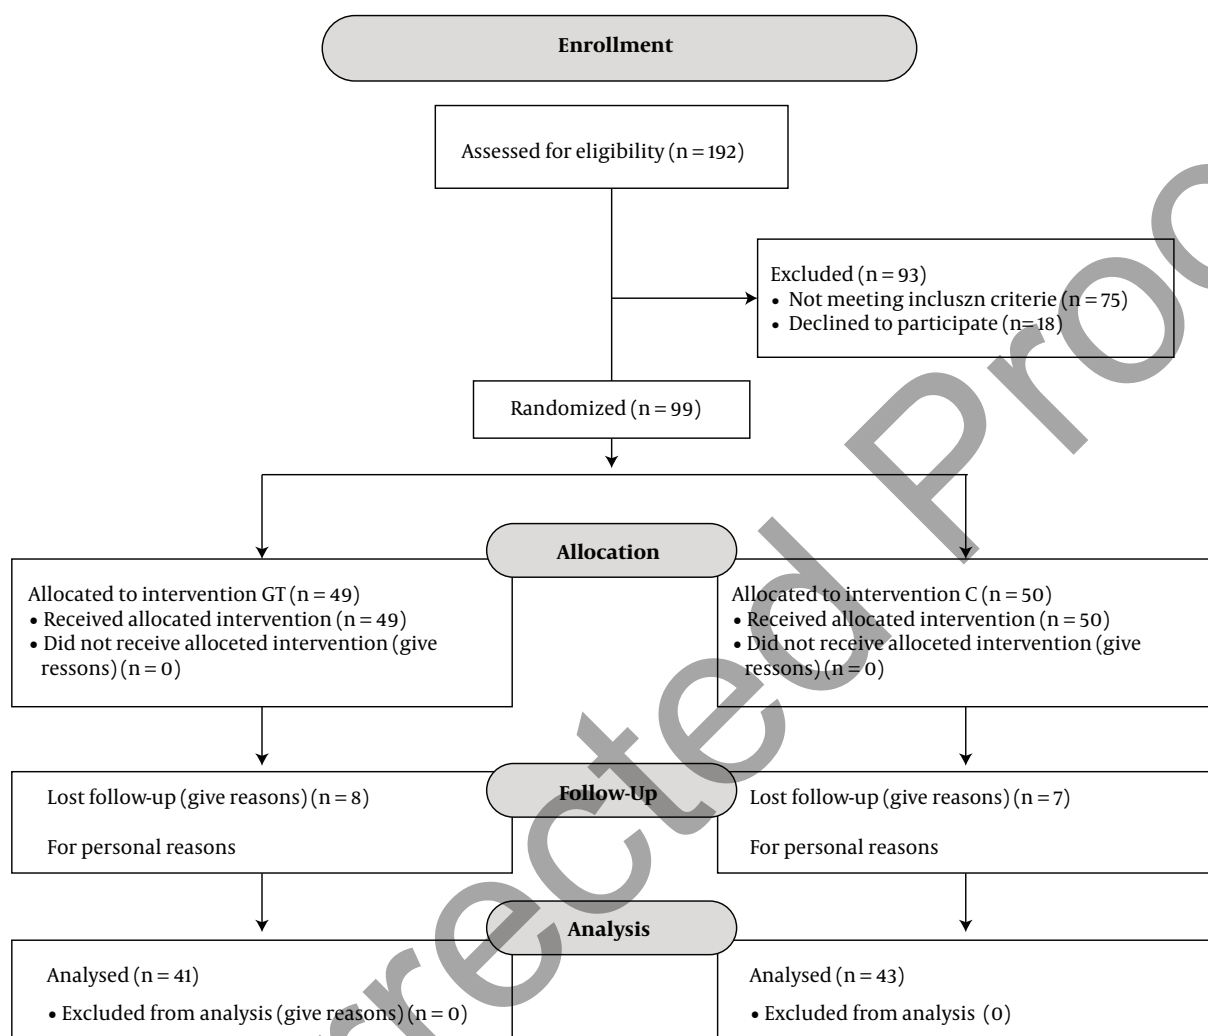 Enrollment
Assessed for eligibility (n = 192)
Excluded (n = 93)
• Not meeting incluszn criterie (n = 75)
• Declined to participate (n= 18)
Randomized (n = 99)
Allocation
Allocated to intervention GT (n = 49)
• Received allocated intervention (n = 49)
• Did not receive alloceted intervention (give
ressons) (n = 0)
Allocated to intervention C (n = 50)
• Received allocated intervention (n = 50)
• Did not receive alloceted intervention (give
ressons) (n = 0)
Follow-Up
Lost follow-up (give reasons) (n = 8)
For personal reasons
Lost follow-up (give reasons) (n = 7)
For personal reasons
Analysis
Analysed (n = 41)
• Excluded from analysis (give reasons) (n = 0)
Analysed (n = 43)
• Excluded from analysis (0)
rrected Proo